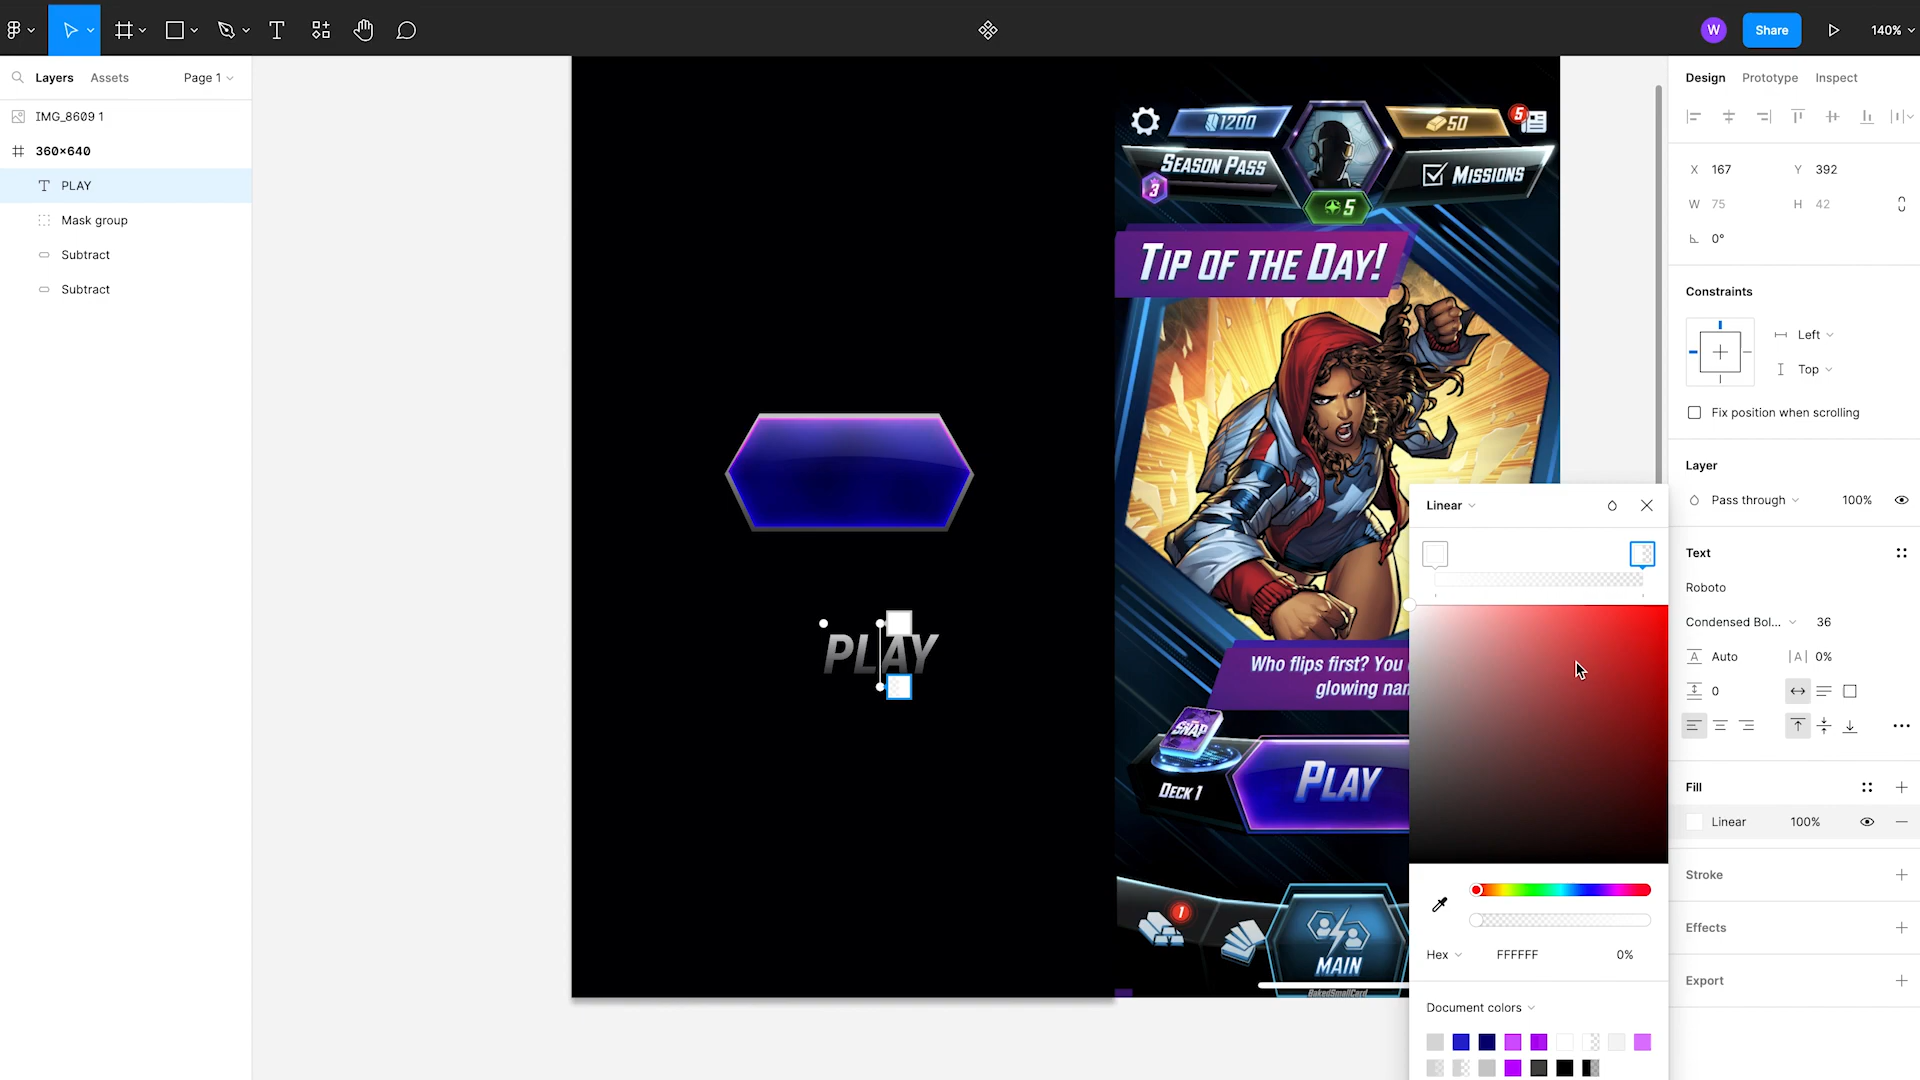 W
Share
140%
Layers
Assets
Page 1
IMG_8609 1
360×640
PLAY
Mask group
Subtract
Subtract
1200
50
5
SEASON PASS
3
MISSIONS
5
TIP OF THE DAY!
Who flips first? You
glowing nam
SNAP
DECK 1
PLAY
PLAY
1
MAIN
BakedSmallCard
Linear
Hex
FFFFFF
0%
Document colors
Design
Prototype
Inspect
X 167
Y 392
W 75
H 42
0°
Constraints
Left
Top
Fix position when scrolling
Layer
Pass through
100%
Text
Roboto
Condensed Bol...
36
A Auto
|A| 0%
0
Fill
Linear
100%
Stroke
Effects
Export